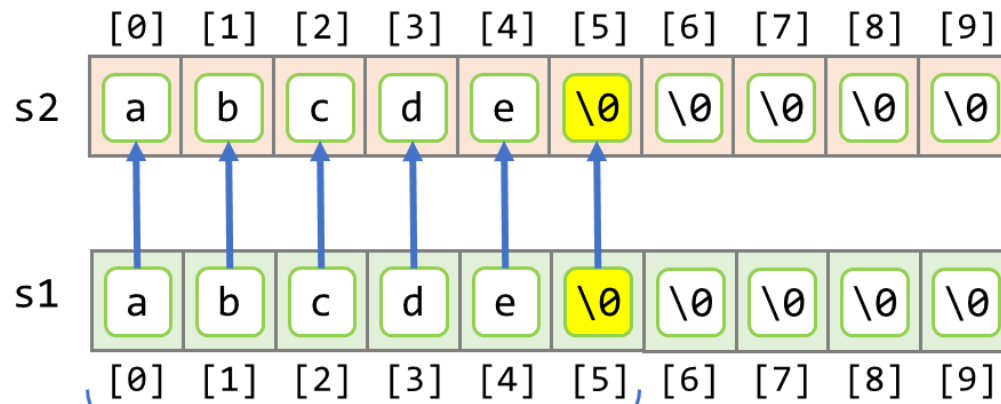 [0] [1] [2] [3] [4] [5] [6] [7] [8] [9]
s2 a b c d e \0 \0 \0 \0 \0
s1 a b c d e \0 \0 \0 \0 \0
[0] [1] [2] [3] [4] [5] [6] [7] [8] [9]